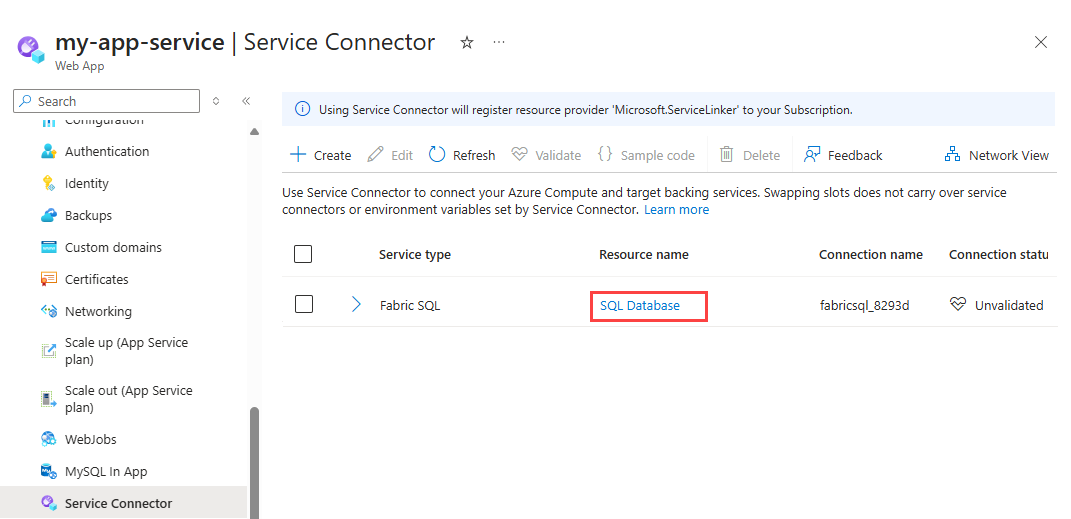 my-app-service | Service Connector
Web App
Search
Configuration
Authentication
Identity
Backups
Custom domains
Certificates
Networking
Scale up (App Service
plan)
Scale out (App Service
plan)
WebJobs
MySQL In App
Service Connector
Using Service Connector will register resource provider 'Microsoft.ServiceLinker' to your Subscription.
Create Edit Refresh Validate Sample code Delete Feedback Network View
Use Service Connector to connect your Azure Compute and target backing services. Swapping slots does not carry over service
connectors or environment variables set by Service Connector. Learn more
Service type Resource name Connection name Connection statu
Fabric SQL SQL Database fabricsql_8293d Unvalidated